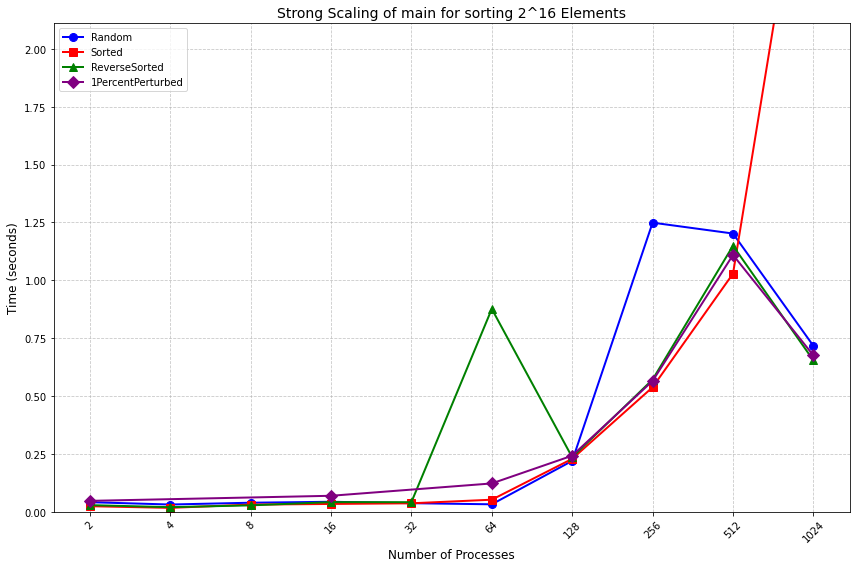 Strong Scaling of main for sorting 2^16 Elements
Random
Sorted
ReverseSorted
1PercentPerturbed
Time (seconds)
2.00
1.75
1.50
1.25
1.00
0.75
0.50
0.25
0.00
2
4
8
16
32
64
128
256
512
1024
Number of Processes